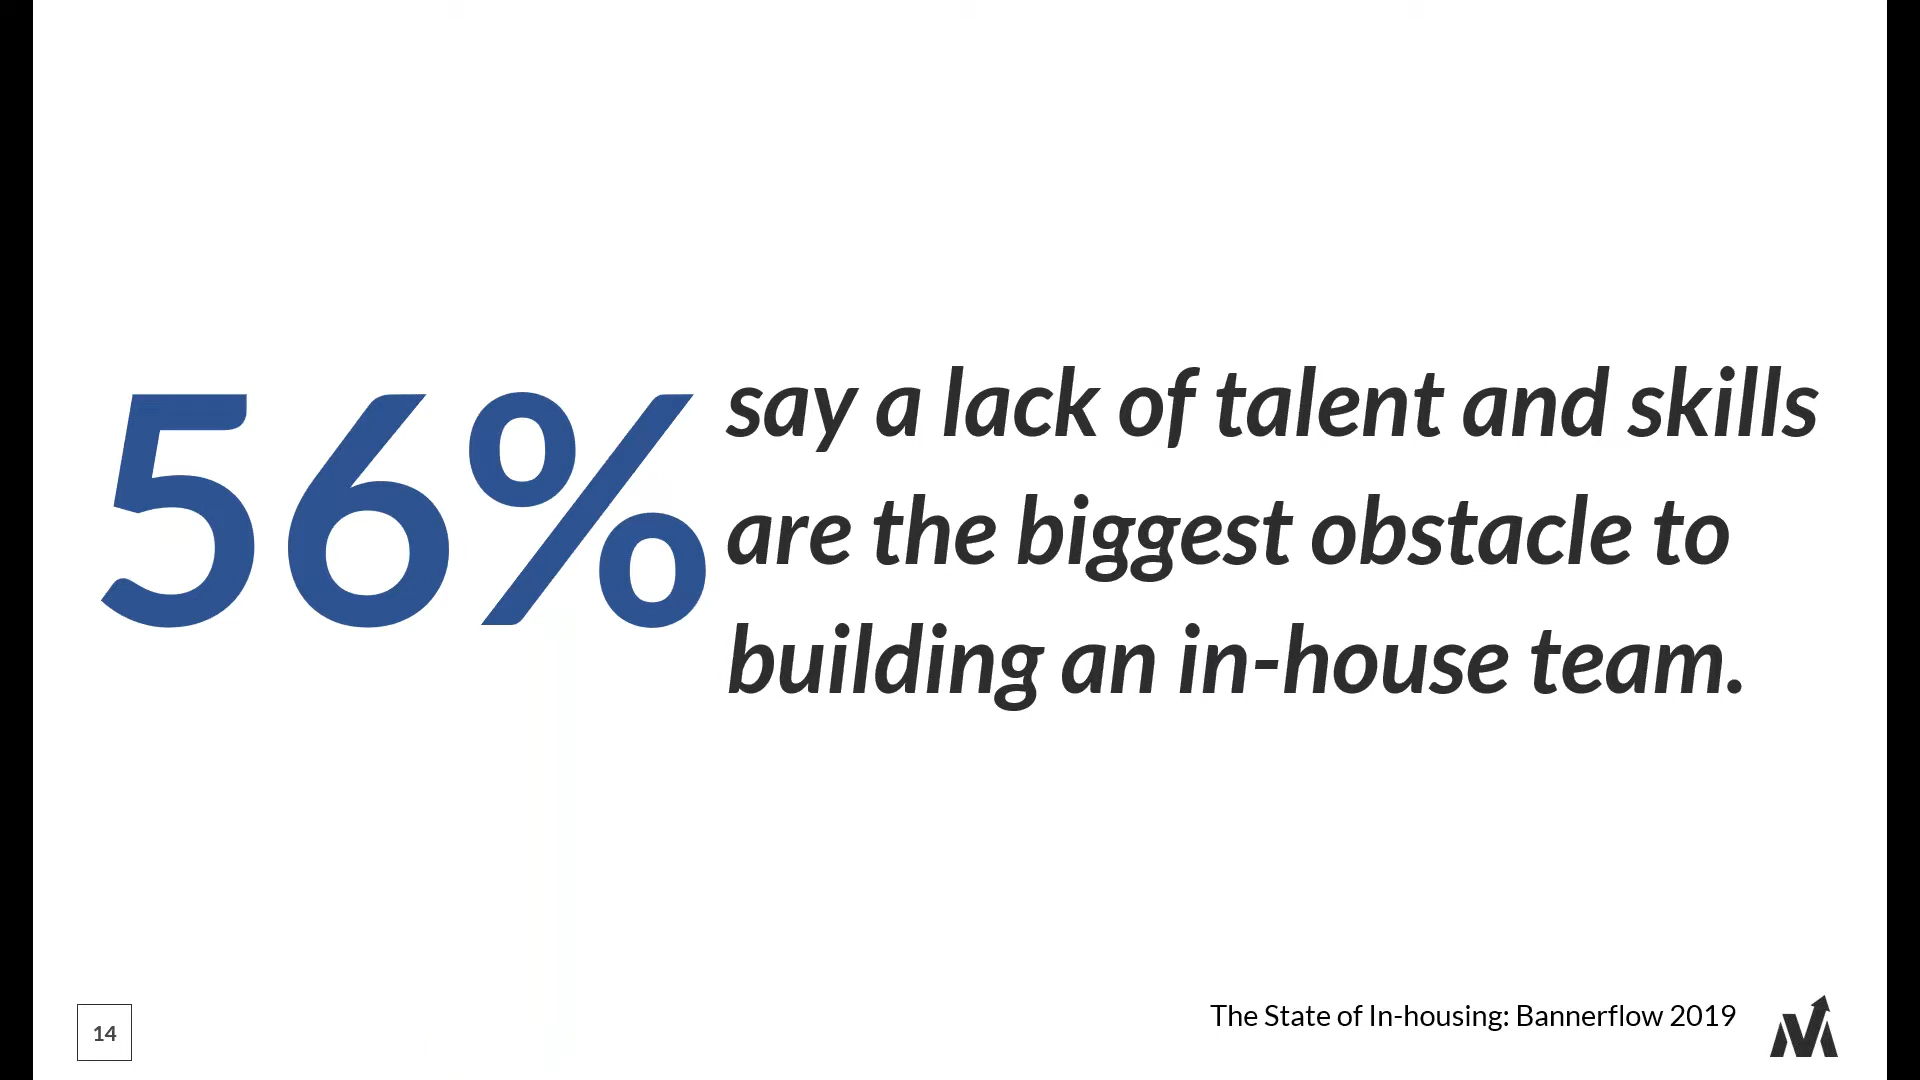 56%
say a lack of talent and skills
are the biggest obstacle to
building an in-house team.
The State of In-housing: Bannerflow 2019
14